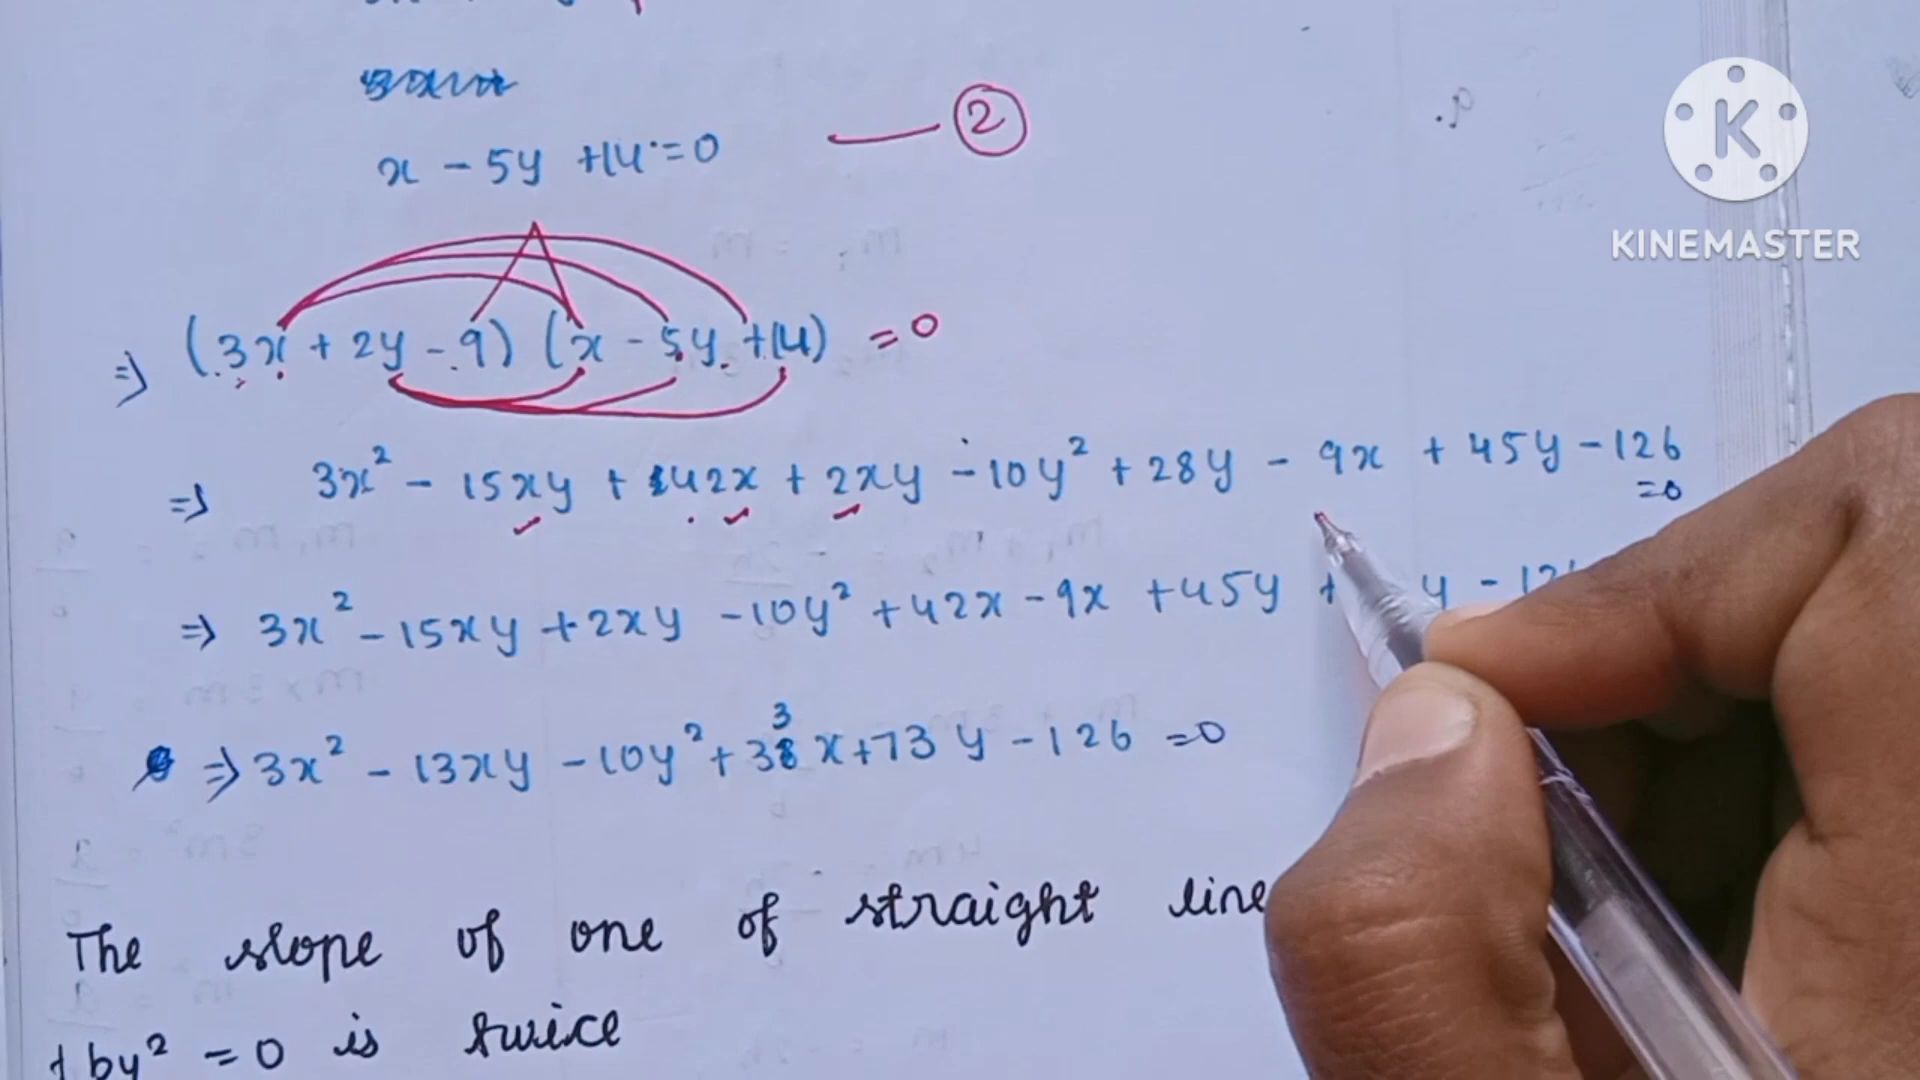 x - 5y + 14 = 0 — 2
⇒ (3x + 2y - 9) (x - 5y + 14) = 0
⇒ 3x² - 15xy + 42x + 2xy - 10y² + 28y - 9x + 45y - 126 = 0
⇒ 3x² - 15xy + 2xy - 10y² + 42x - 9x + 45y + y - 12
⇒ 3x² - 13xy - 10y² + 33x + 73y - 126 = 0
The slope of one of straight line
+ by² = 0 is twice
K
KINEMASTER